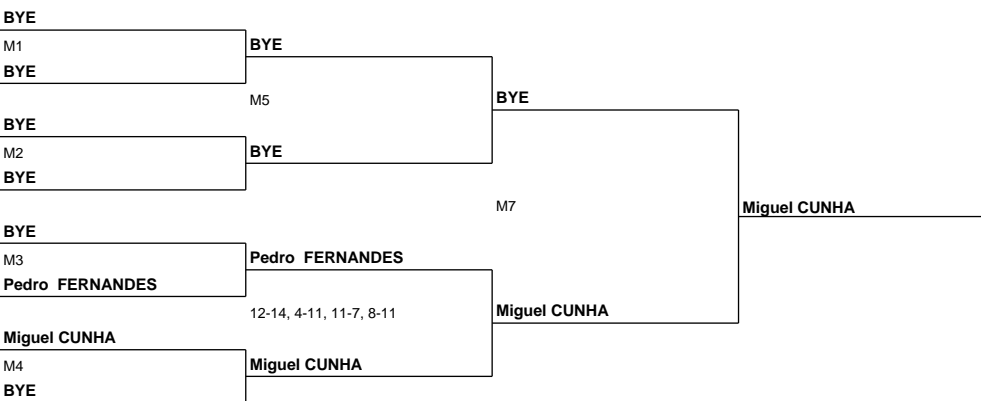 BYE
M1
BYE
BYE
M5
BYE
BYE
M2
BYE
BYE
M7
Miguel CUNHA
BYE
M3
Pedro  FERNANDES
Pedro  FERNANDES
12-14, 4-11, 11-7, 8-11
Miguel CUNHA
Miguel CUNHA
M4
Miguel CUNHA
BYE